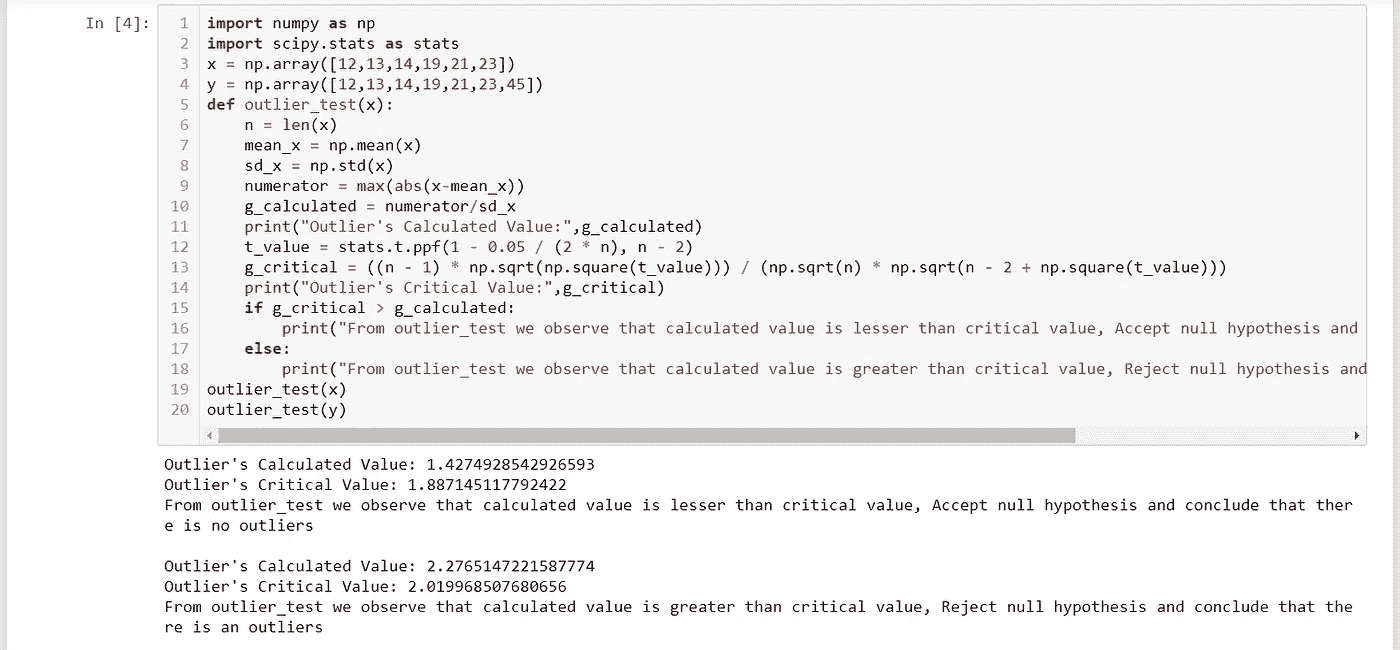 In [4]:
1 import numpy as np
2 import scipy.stats as stats
3 x = np.array([12,13,14,19,21,23])
4 y = np.array([12,13,14,19,21,23,45])
5 def outlier_test(x):
6     n = len(x)
7     mean_x = np.mean(x)
8     sd_x = np.std(x)
9     numerator = max(abs(x-mean_x))
10     g_calculated = numerator/sd_x
11     print("Outlier's Calculated Value:",g_calculated)
12     t_value = stats.t.ppf(1 - 0.05 / (2 * n), n - 2)
13     g_critical = ((n - 1) * np.sqrt(np.square(t_value))) / (np.sqrt(n) * np.sqrt(n - 2 + np.square(t_value)))
14     print("Outlier's Critical Value:",g_critical)
15     if g_critical > g_calculated:
16         print("From outlier_test we observe that calculated value is lesser than critical value, Accept null hypothesis and
17     else:
18         print("From outlier_test we observe that calculated value is greater than critical value, Reject null hypothesis and
19 outlier_test(x)
20 outlier_test(y)
Outlier's Calculated Value: 1.4274928542926593
Outlier's Critical Value: 1.887145117792422
From outlier_test we observe that calculated value is lesser than critical value, Accept null hypothesis and conclude that ther
e is no outliers
Outlier's Calculated Value: 2.2765147221587774
Outlier's Critical Value: 2.019968507680656
From outlier_test we observe that calculated value is greater than critical value, Reject null hypothesis and conclude that the
re is an outliers